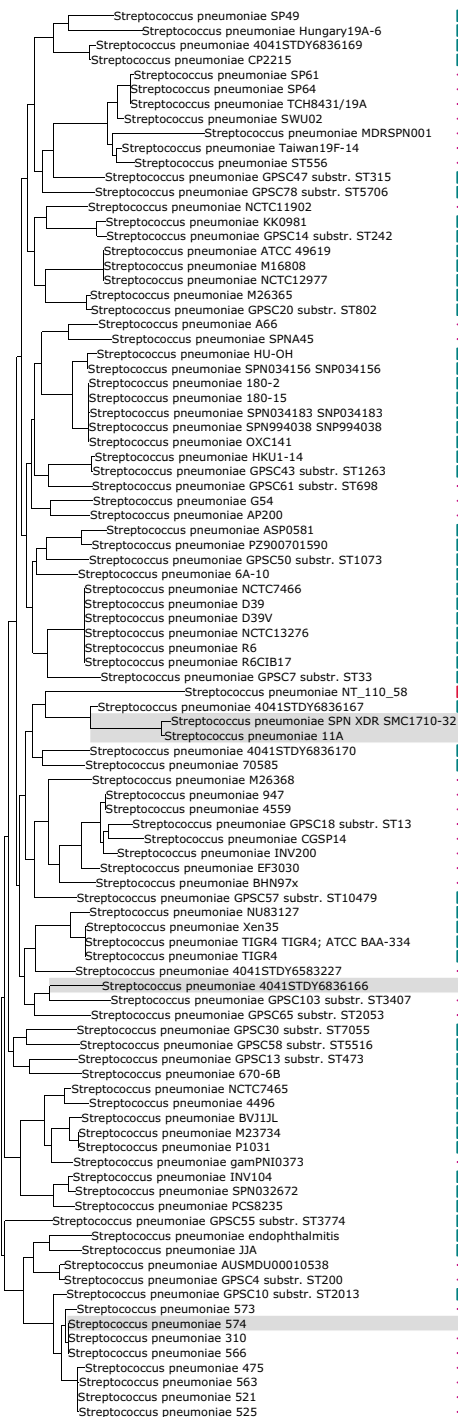 Streptococcus pneumoniae SP49
Streptococcus pneumoniae Hungary19A-6
Streptococcus pneumoniae 4041STDY6836169
Streptococcus pneumoniae CP2215
Streptococcus pneumoniae SP61
Streptococcus pneumoniae SP64
Streptococcus pneumoniae TCH8431/19A
Streptococcus pneumoniae SWU02
Streptococcus pneumoniae MDRSPN001
Streptococcus pneumoniae Taiwan19F-14
Streptococcus pneumoniae ST556
Streptococcus pneumoniae GPSC47 substr. ST315
Streptococcus pneumoniae GPSC78 substr. ST5706
Streptococcus pneumoniae NCTC11902
Streptococcus pneumoniae KK0981
Streptococcus pneumoniae GPSC14 substr. ST242
Streptococcus pneumoniae ATCC 49619
Streptococcus pneumoniae M16808
Streptococcus pneumoniae NCTC12977
Streptococcus pneumoniae M26365
Streptococcus pneumoniae GPSC20 substr. ST802
Streptococcus pneumoniae A66
Streptococcus pneumoniae SPNA45
Streptococcus pneumoniae HU-OH
Streptococcus pneumoniae SPN034156 SNP034156
Streptococcus pneumoniae 180-2
Streptococcus pneumoniae 180-15
Streptococcus pneumoniae SPN034183 SNP034183
Streptococcus pneumoniae SPN994038 SNP994038
Streptococcus pneumoniae OXC141
Streptococcus pneumoniae HKU1-14
Streptococcus pneumoniae GPSC43 substr. ST1263
Streptococcus pneumoniae GPSC61 substr. ST698
Streptococcus pneumoniae G54
Streptococcus pneumoniae AP200
Streptococcus pneumoniae ASP0581
Streptococcus pneumoniae PZ900701590
Streptococcus pneumoniae GPSC50 substr. ST1073
Streptococcus pneumoniae 6A-10
Streptococcus pneumoniae NCTC7466
Streptococcus pneumoniae D39
Streptococcus pneumoniae D39V
Streptococcus pneumoniae NCTC13276
Streptococcus pneumoniae R6
Streptococcus pneumoniae R6CIB17
Streptococcus pneumoniae GPSC7 substr. ST33
Streptococcus pneumoniae NT_110_58
Streptococcus pneumoniae 4041STDY6836167
Streptococcus pneumoniae SPN XDR SMC1710-32
Streptococcus pneumoniae 11A
Streptococcus pneumoniae 4041STDY6836170
Streptococcus pneumoniae 70585
Streptococcus pneumoniae M26368
Streptococcus pneumoniae 947
Streptococcus pneumoniae 4559
Streptococcus pneumoniae GPSC18 substr. ST13
Streptococcus pneumoniae CGSP14
Streptococcus pneumoniae INV200
Streptococcus pneumoniae EF3030
Streptococcus pneumoniae BHN97x
Streptococcus pneumoniae GPSC57 substr. ST10479
Streptococcus pneumoniae NU83127
Streptococcus pneumoniae Xen35
Streptococcus pneumoniae TIGR4 TIGR4; ATCC BAA-334
Streptococcus pneumoniae TIGR4
Streptococcus pneumoniae 4041STDY6583227
Streptococcus pneumoniae 4041STDY6836166
Streptococcus pneumoniae GPSC103 substr. ST3407
Streptococcus pneumoniae GPSC65 substr. ST2053
Streptococcus pneumoniae GPSC30 substr. ST7055
Streptococcus pneumoniae GPSC58 substr. ST5516
Streptococcus pneumoniae GPSC13 substr. ST473
Streptococcus pneumoniae 670-6B
Streptococcus pneumoniae NCTC7465
Streptococcus pneumoniae 4496
Streptococcus pneumoniae BVJ1JL
Streptococcus pneumoniae M23734
Streptococcus pneumoniae P1031
Streptococcus pneumoniae gamPNI0373
Streptococcus pneumoniae INV104
Streptococcus pneumoniae SPN032672
Streptococcus pneumoniae PCS8235
Streptococcus pneumoniae GPSC55 substr. ST3774
Streptococcus pneumoniae endophthalmitis
Streptococcus pneumoniae JJA
Streptococcus pneumoniae AUSMDU00010538
Streptococcus pneumoniae GPSC4 substr. ST200
Streptococcus pneumoniae GPSC10 substr. ST2013
Streptococcus pneumoniae 573
Streptococcus pneumoniae 574
Streptococcus pneumoniae 310
Streptococcus pneumoniae 566
Streptococcus pneumoniae 475
Streptococcus pneumoniae 563
Streptococcus pneumoniae 521
Streptococcus pneumoniae 525